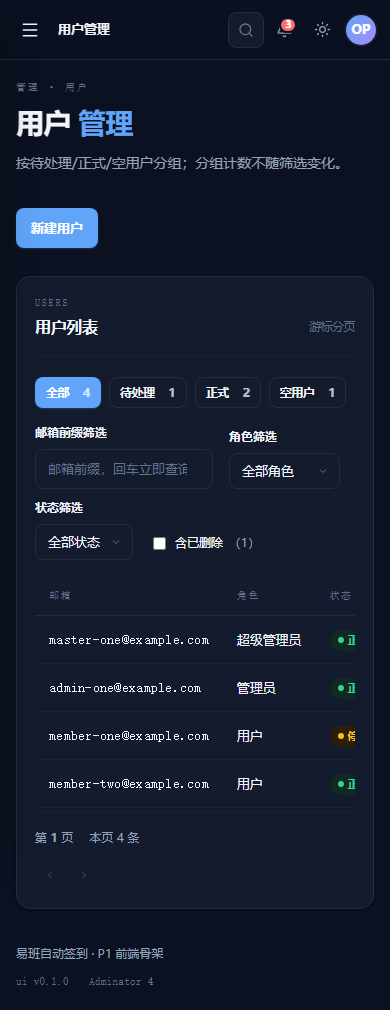 用户管理
3
OP
管理 • 用户
用户 管理
按待处理/正式/空用户分组；分组计数不随筛选变化。
新建用户
USERS
用户列表
游标分页
全部 4 待处理 1 正式 2 空用户 1
邮箱前缀筛选 角色筛选
邮箱前缀，回车立即查询 全部角色
状态筛选
全部状态 含已删除 (1)
邮箱 角色 状态
master-one@example.com 超级管理员
admin-one@example.com 管理员
member-one@example.com 用户
member-two@example.com 用户
第 1 页 本页 4 条
易班自动签到 · P1 前端骨架
ui v0.1.0 Adminator 4